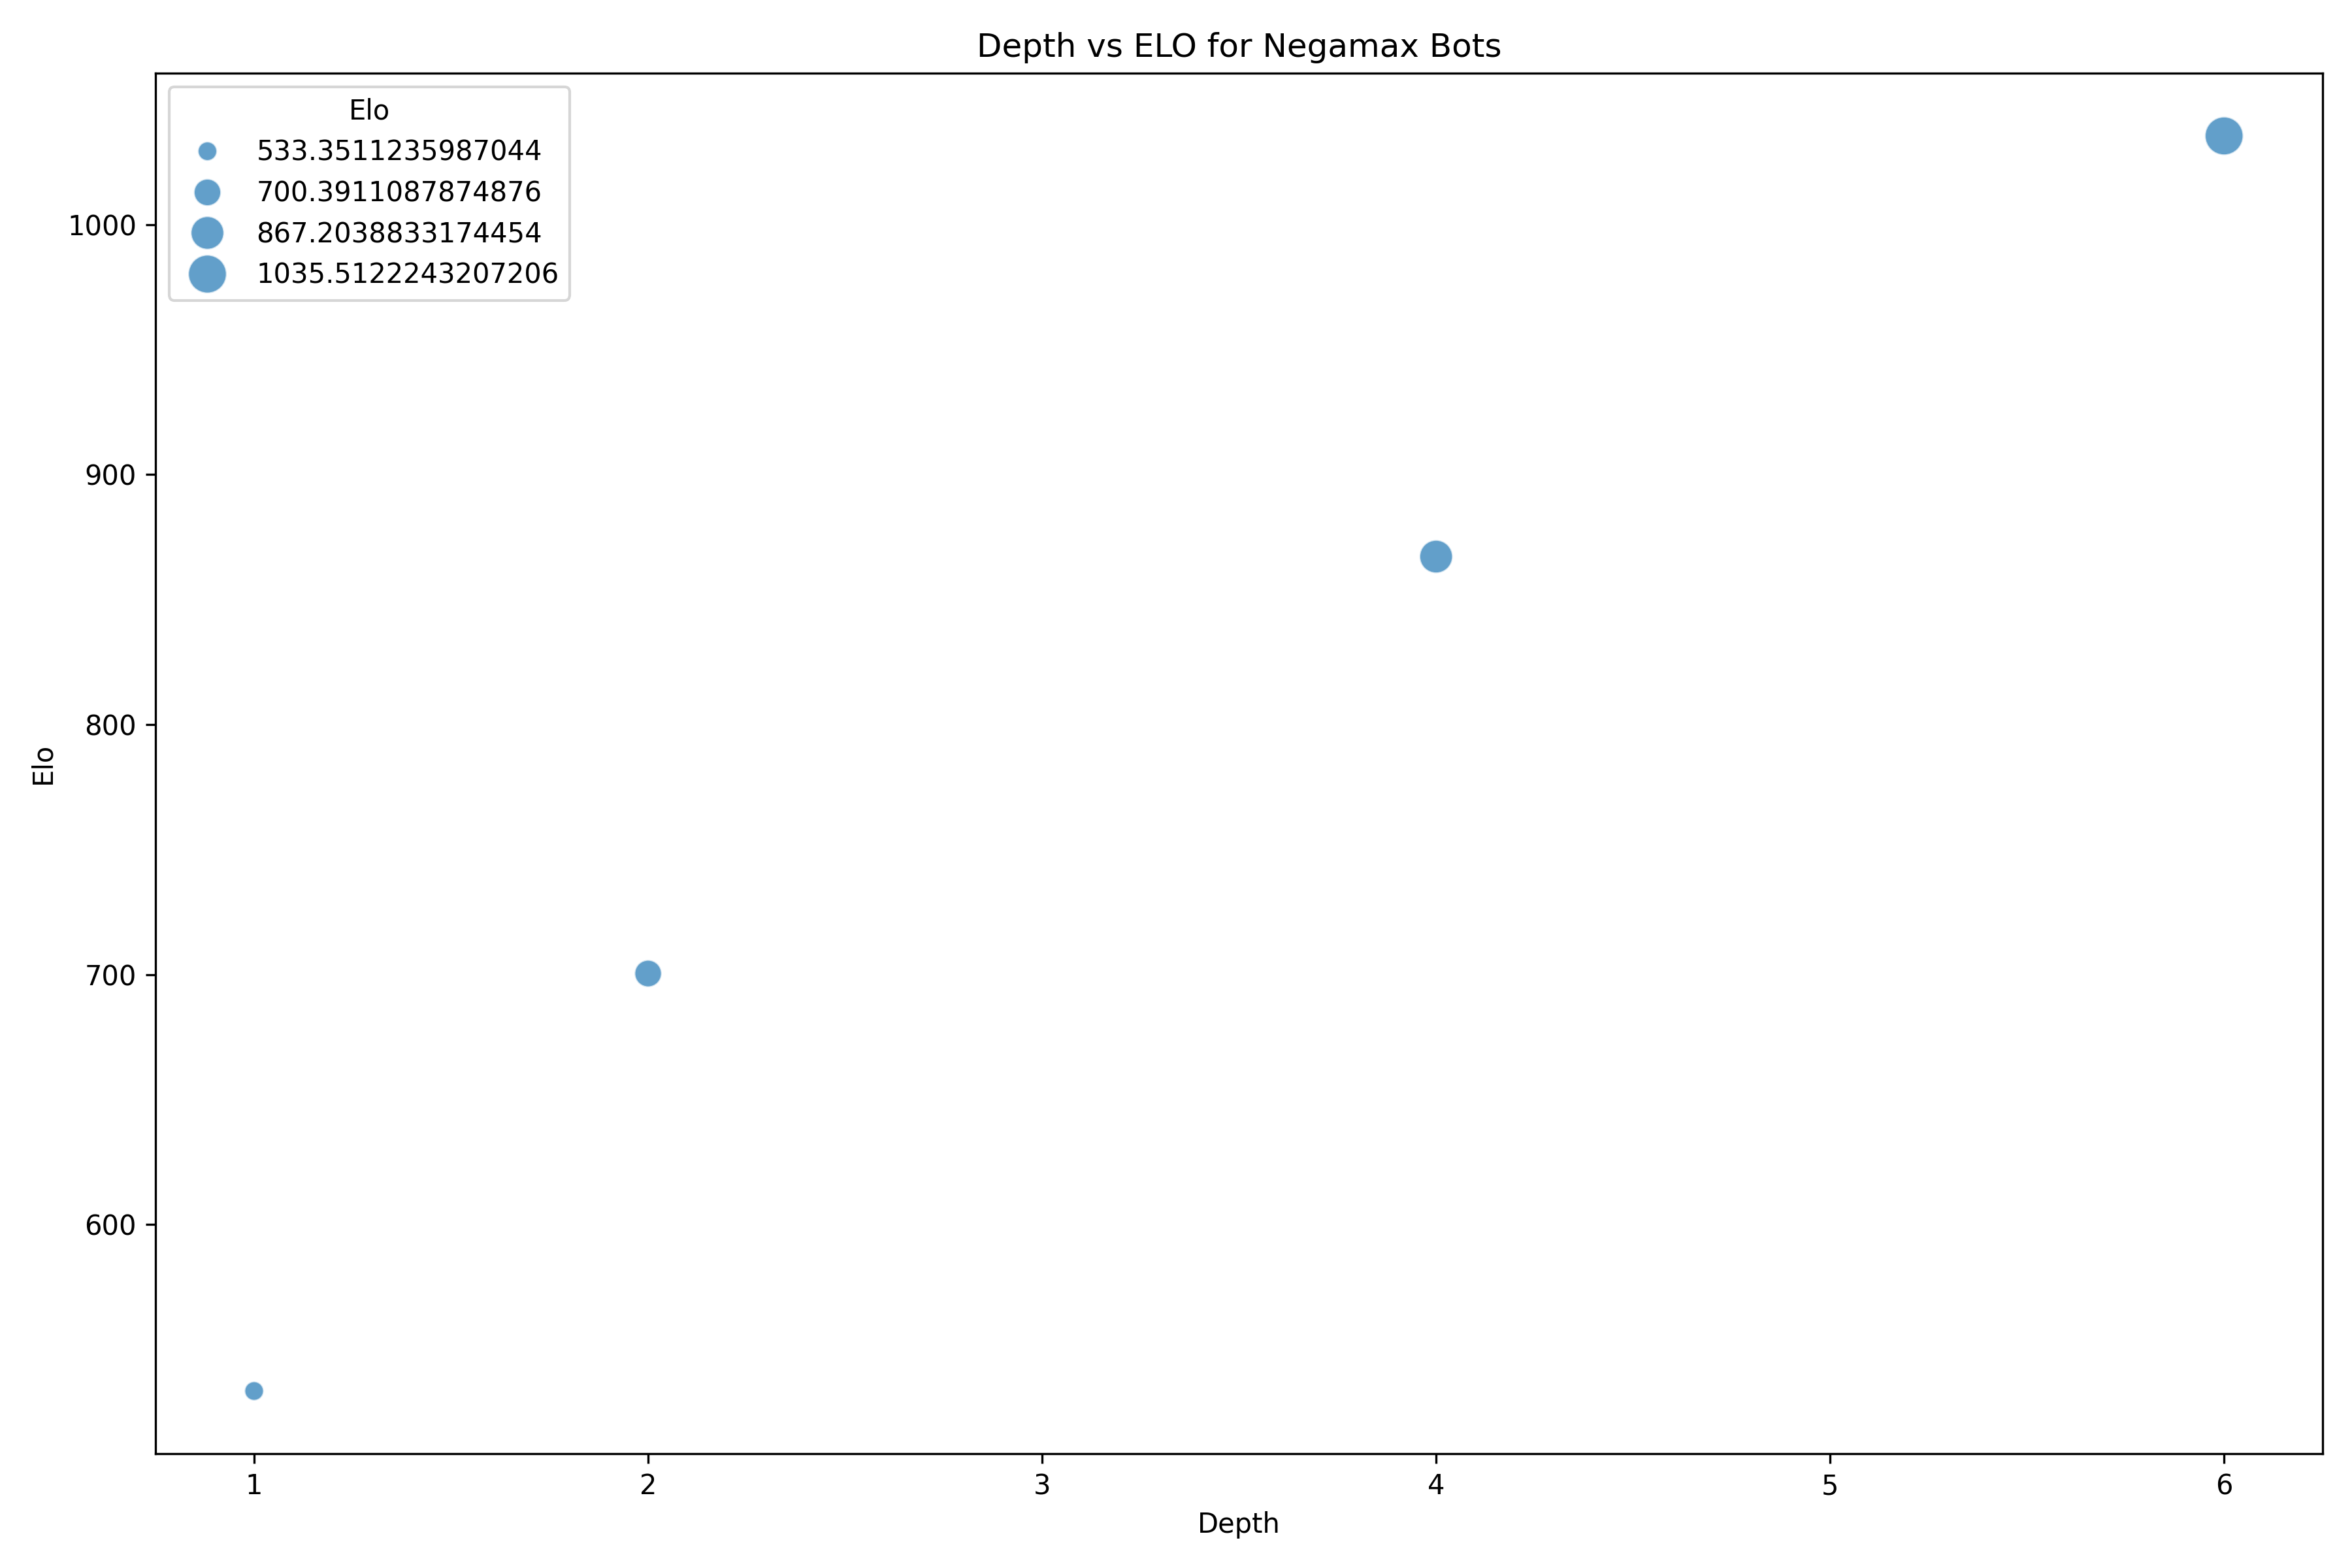 Depth vs ELO for Negamax Bots
Elo
533.3511235987044
700.3911087874876
867.2038833174454
1035.5122243207206
1000
900
800
700
600
Elo
1 2 3 4 5 6
Depth